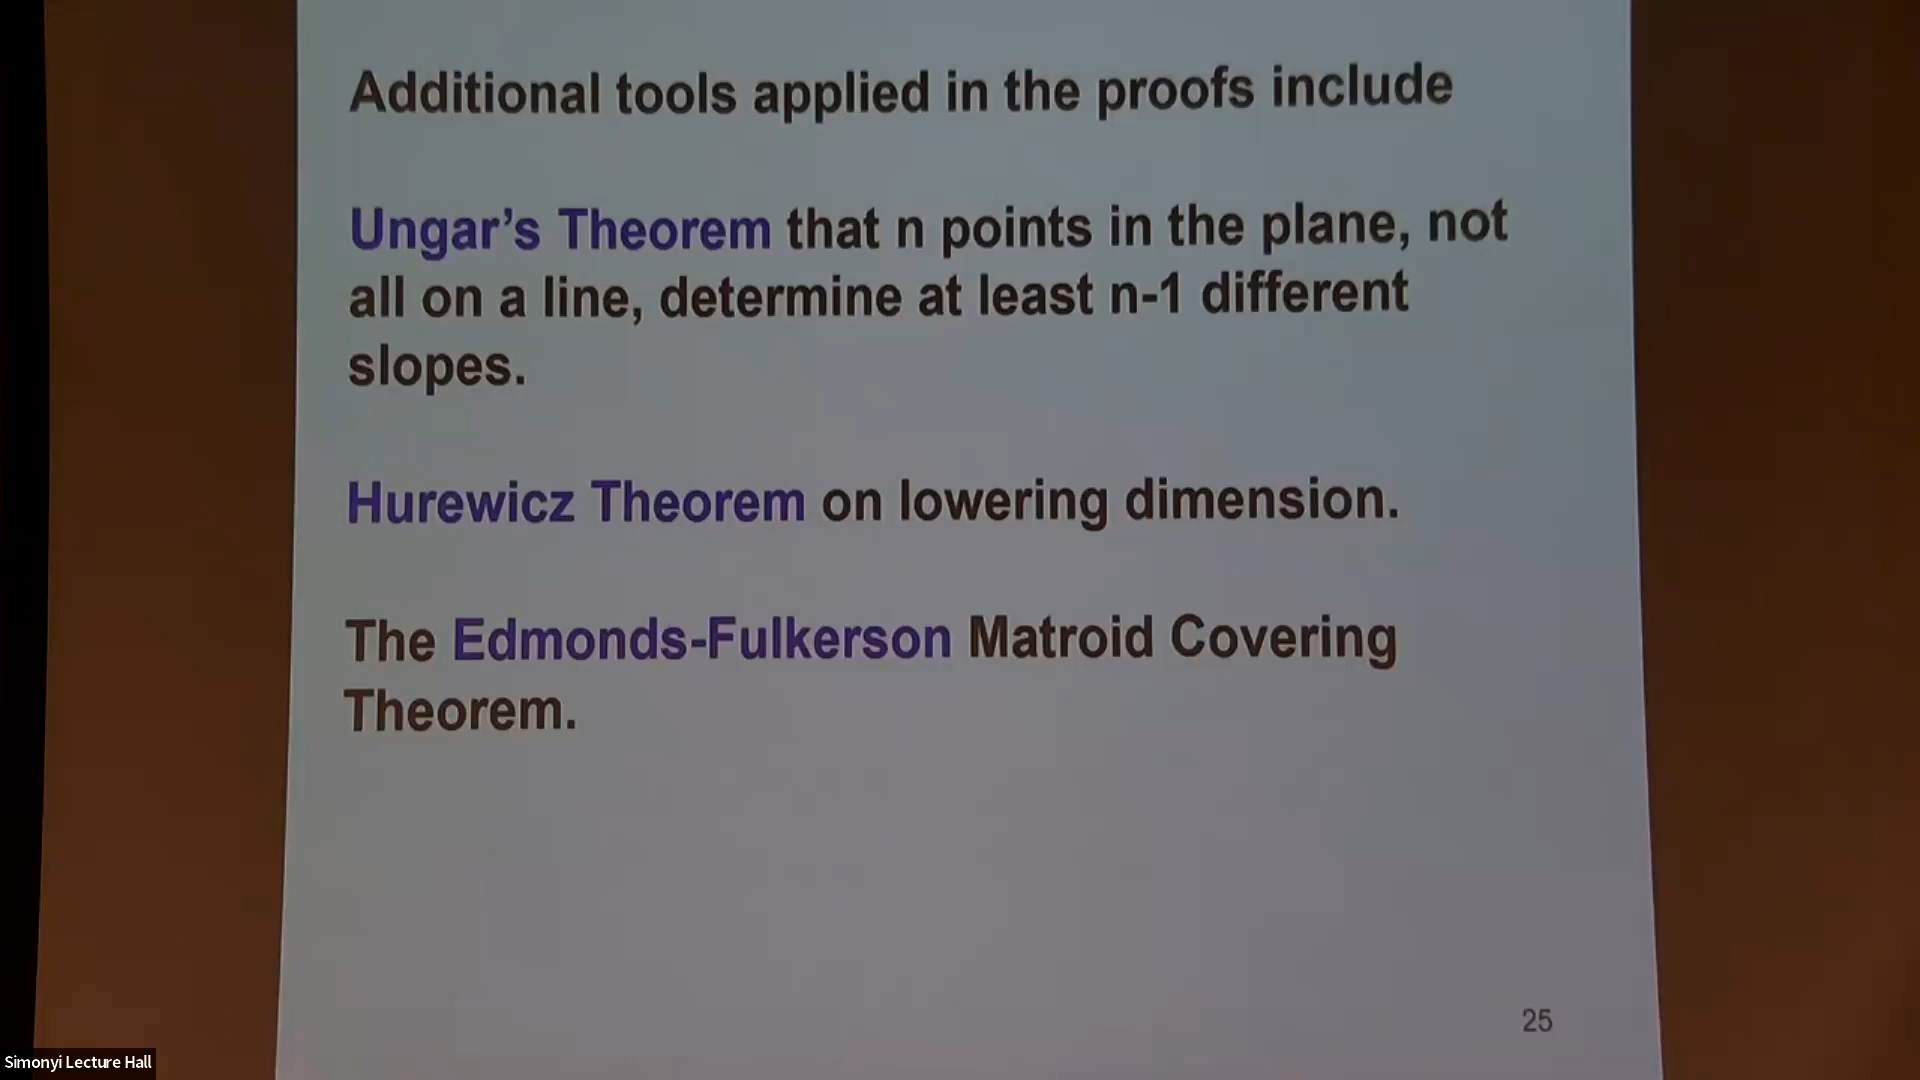 Additional tools applied in the proofs include
Ungar’s Theorem that n points in the plane, not
all on a line, determine at least n-1 different
slopes.
Hurewicz Theorem on lowering dimension.
The Edmonds-Fulkerson Matroid Covering
Theorem.
25
Simonyi Lecture Hall